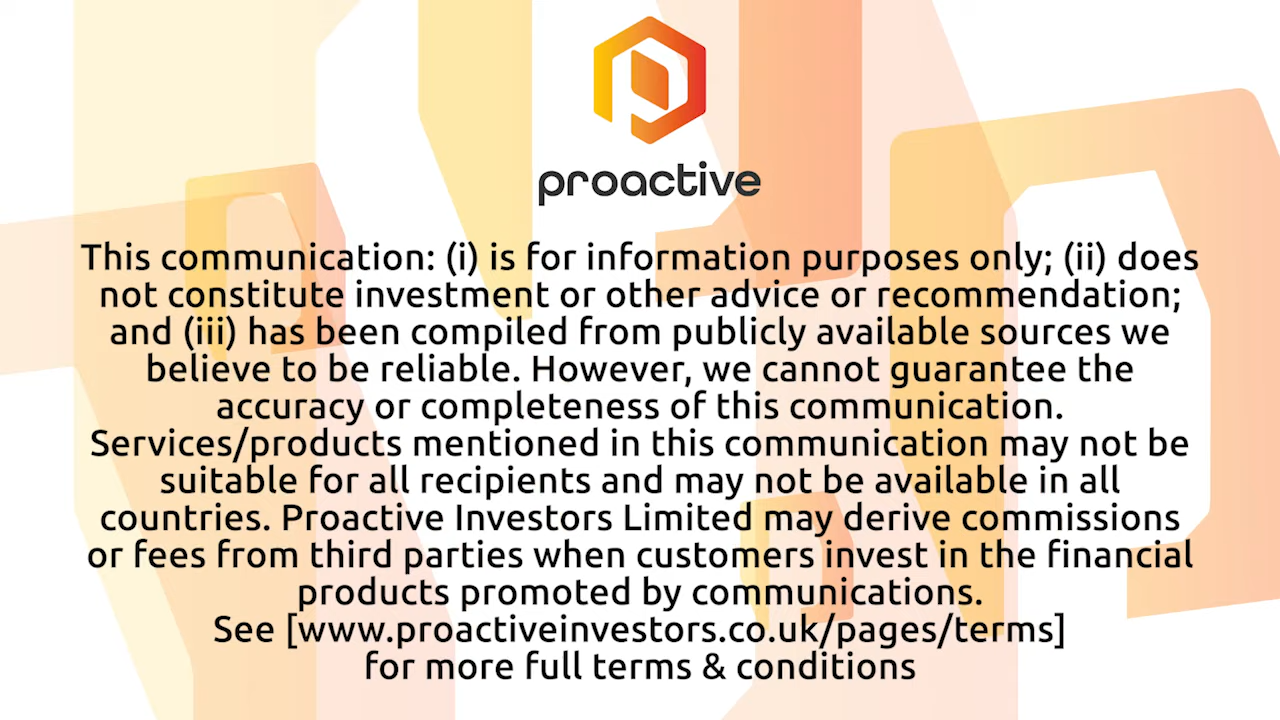 proactive
This communication: (i) is for information purposes only; (ii) does
not constitute investment or other advice or recommendation;
and (iii) has been compiled from publicly available sources we
believe to be reliable. However, we cannot guarantee the
accuracy or completeness of this communication.
Services/products mentioned in this communication may not be
suitable for all recipients and may not be available in all
countries. Proactive Investors Limited may derive commissions
or fees from third parties when customers invest in the financial
products promoted by communications.
See [www.proactiveinvestors.co.uk/pages/terms]
for more full terms & conditions